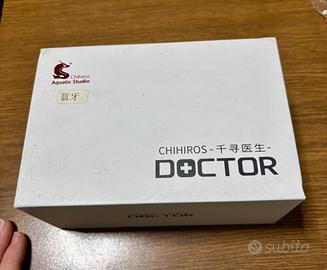 Chihiros
Aquatic Studio
蓝牙
CHIHIROS -千寻医生-
DOCTOR
DOCTOR
subito